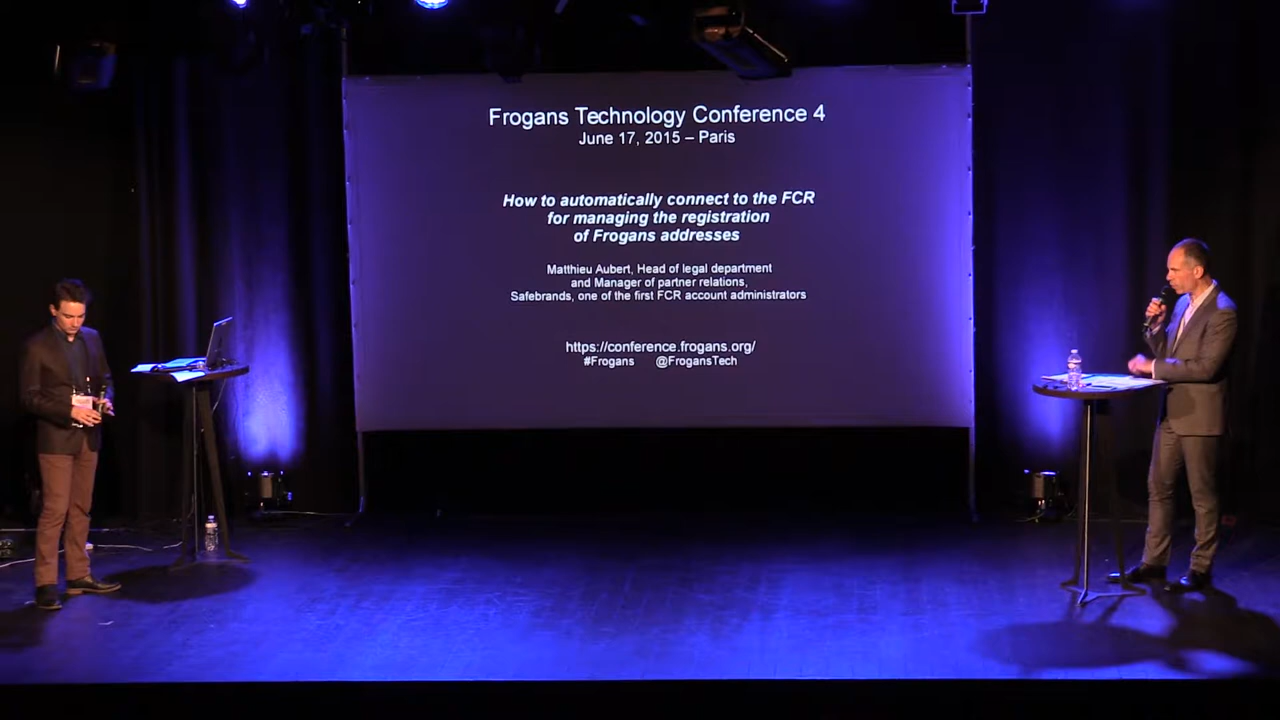 Frogans Technology Conference 4
June 17, 2015 – Paris
How to automatically connect to the FCR
for managing the registration
of Frogans addresses
Matthieu Aubert, Head of legal department
and Manager of partner relations,
Safebrands, one of the first FCR account administrators
https://conference.frogans.org/
#Frogans @FrogansTech